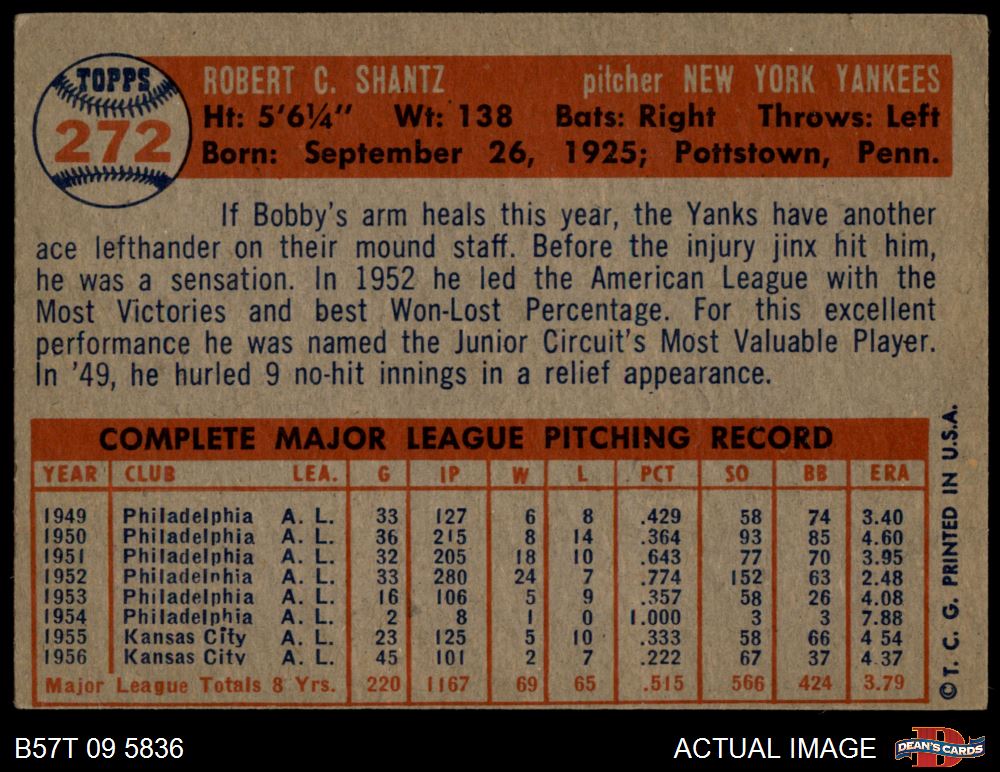 TOPPS
272
ROBERT C. SHANTZ pitcher NEW YORK YANKEES
Ht: 5'6¼" Wt: 138 Bats: Right Throws: Left
Born: September 26, 1925; Pottstown, Penn.
If Bobby's arm heals this year, the Yanks have another
ace lefthander on their mound staff. Before the injury jinx hit him,
he was a sensation. In 1952 he led the American League with the
Most Victories and best Won-Lost Percentage. For this excellent
performance he was named the Junior Circuit's Most Valuable Player.
In '49, he hurled 9 no-hit innings in a relief appearance.
COMPLETE MAJOR LEAGUE PITCHING RECORD
YEAR CLUB LEA. G IP W L PCT SO BB ERA
1949 Philadelphia A. L. 33 127 6 8 .429 58 74 3.40
1950 Philadelphia A. L. 36 215 8 14 .364 93 85 4.60
1951 Philadelphia A. L. 32 205 18 10 .643 77 70 3.95
1952 Philadelphia A. L. 33 280 24 7 .774 152 63 2.48
1953 Philadelphia A. L. 16 106 5 9 .357 58 26 4.08
1954 Philadelphia A. L. 2 8 1 0 1.000 3 3 7.88
1955 Kansas City A. L. 23 125 5 10 .333 58 66 4 54
1956 Kansas City A. L. 45 101 2 7 .222 67 37 4.37
Major League Totals 8 Yrs. 220 1167 69 65 .515 566 424 3.79
© T. C. G. PRINTED IN U.S.A.
B57T 09 5836 ACTUAL IMAGE DEAN'S CARDS